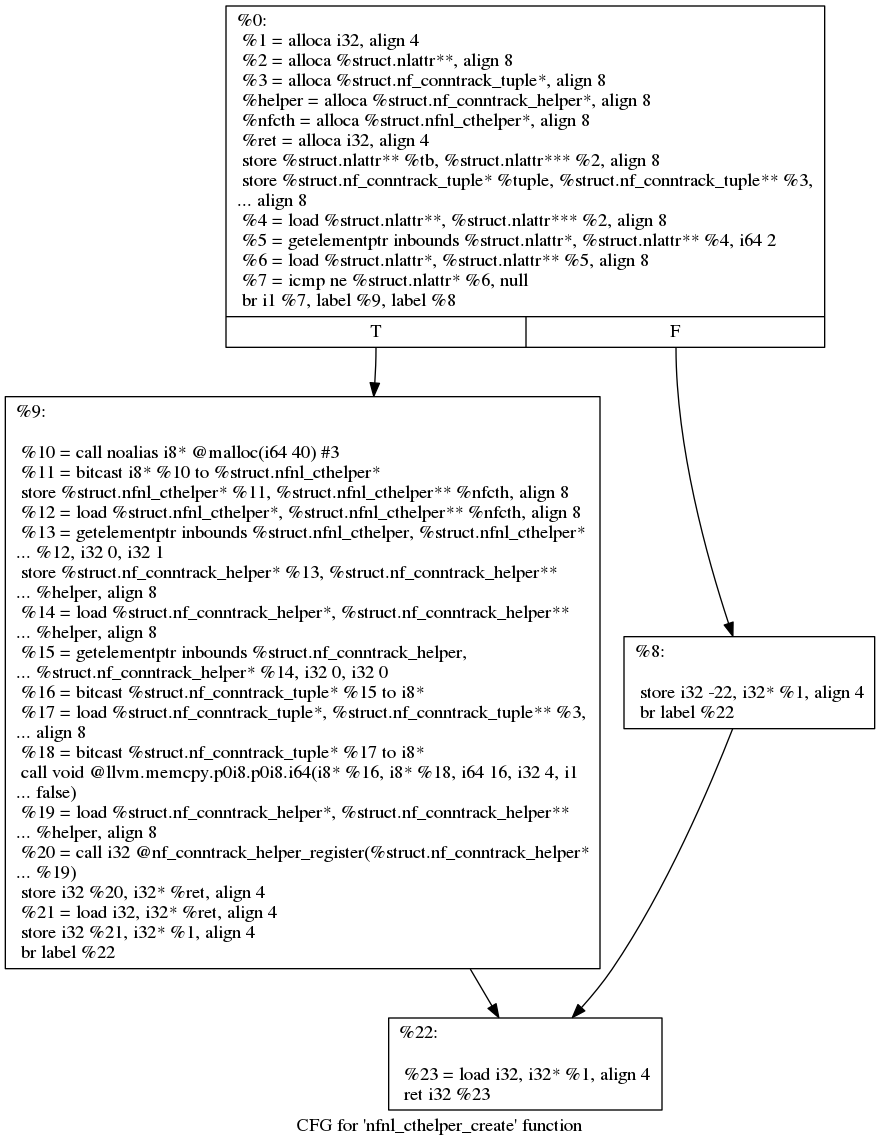 %0:
%1 = alloca i32, align 4
%2 = alloca %struct.nlattr**, align 8
%3 = alloca %struct.nf_conntrack_tuple*, align 8
%helper = alloca %struct.nf_conntrack_helper*, align 8
%nfcth = alloca %struct.nfnl_cthelper*, align 8
%ret = alloca i32, align 4
store %struct.nlattr** %tb, %struct.nlattr*** %2, align 8
store %struct.nf_conntrack_tuple* %tuple, %struct.nf_conntrack_tuple** %3,
... align 8
%4 = load %struct.nlattr**, %struct.nlattr*** %2, align 8
%5 = getelementptr inbounds %struct.nlattr*, %struct.nlattr** %4, i64 2
%6 = load %struct.nlattr*, %struct.nlattr** %5, align 8
%7 = icmp ne %struct.nlattr* %6, null
br i1 %7, label %9, label %8
T
F
%9:
%10 = call noalias i8* @malloc(i64 40) #3
%11 = bitcast i8* %10 to %struct.nfnl_cthelper*
store %struct.nfnl_cthelper* %11, %struct.nfnl_cthelper** %nfcth, align 8
%12 = load %struct.nfnl_cthelper*, %struct.nfnl_cthelper** %nfcth, align 8
%13 = getelementptr inbounds %struct.nfnl_cthelper, %struct.nfnl_cthelper*
... %12, i32 0, i32 1
store %struct.nf_conntrack_helper* %13, %struct.nf_conntrack_helper**
... %helper, align 8
%14 = load %struct.nf_conntrack_helper*, %struct.nf_conntrack_helper**
... %helper, align 8
%15 = getelementptr inbounds %struct.nf_conntrack_helper,
... %struct.nf_conntrack_helper* %14, i32 0, i32 0
%16 = bitcast %struct.nf_conntrack_tuple* %15 to i8*
%17 = load %struct.nf_conntrack_tuple*, %struct.nf_conntrack_tuple** %3,
... align 8
%18 = bitcast %struct.nf_conntrack_tuple* %17 to i8*
call void @llvm.memcpy.p0i8.p0i8.i64(i8* %16, i8* %18, i64 16, i32 4, i1
... false)
%19 = load %struct.nf_conntrack_helper*, %struct.nf_conntrack_helper**
... %helper, align 8
%20 = call i32 @nf_conntrack_helper_register(%struct.nf_conntrack_helper*
... %19)
store i32 %20, i32* %ret, align 4
%21 = load i32, i32* %ret, align 4
store i32 %21, i32* %1, align 4
br label %22
%8:
store i32 -22, i32* %1, align 4
br label %22
%22:
%23 = load i32, i32* %1, align 4
ret i32 %23
CFG for 'nfnl_cthelper_create' function